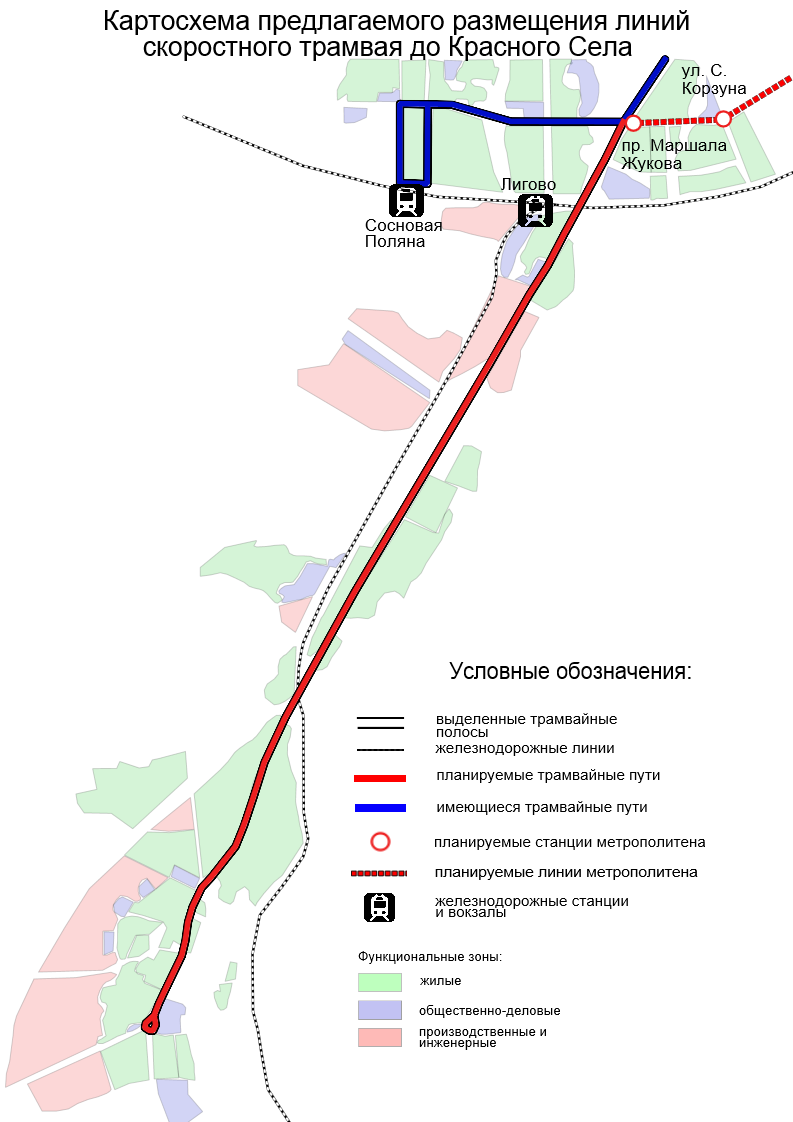 Картосхема предлагаемого размещения линий
скоростного трамвая до Красного Села
ул. С.
Корзуна
пр. Маршала
Жукова
Лигово
Сосновая
Поляна
Условные обозначения:
выделенные трамвайные
полосы
железнодорожные линии
планируемые трамвайные пути
имеющиеся трамвайные пути
планируемые станции метрополитена
планируемые линии метрополитена
железнодорожные станции
и вокзалы
Функциональные зоны:
жилые
общественно-деловые
производственные и
инженерные